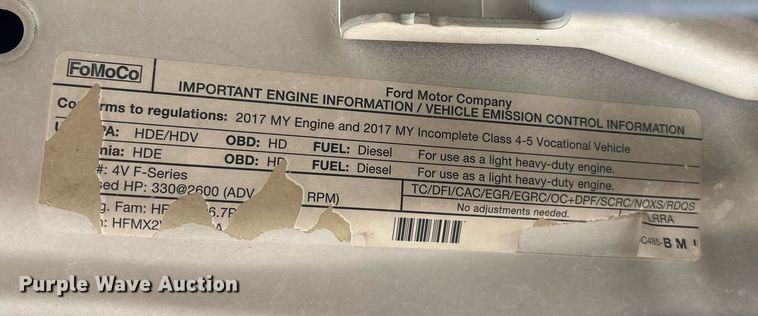 FoMoCo
Ford Motor Company
IMPORTANT ENGINE INFORMATION / VEHICLE EMISSION CONTROL INFORMATION
Co rms to regulations: 2017 MY Engine and 2017 MY Incomplete Class 4-5 Vocational Vehicle
PA: HDE/HDV OBD: HD FUEL: Diesel For use as a light heavy-duty engine.
nia: HDE OBD: HD FUEL: Diesel For use as a light heavy-duty engine.
#: 4V F-Series
sed HP: 330@2600 (ADV RPM) TC/DFI/CAC/EGR/EGRC/OC+DPF/SCRC/NOXS/RDQS
No adjustments needed.
g. Fam: HF 6.7 ERRA
: HFMX2 A C485-B M
Purple Wave Auction